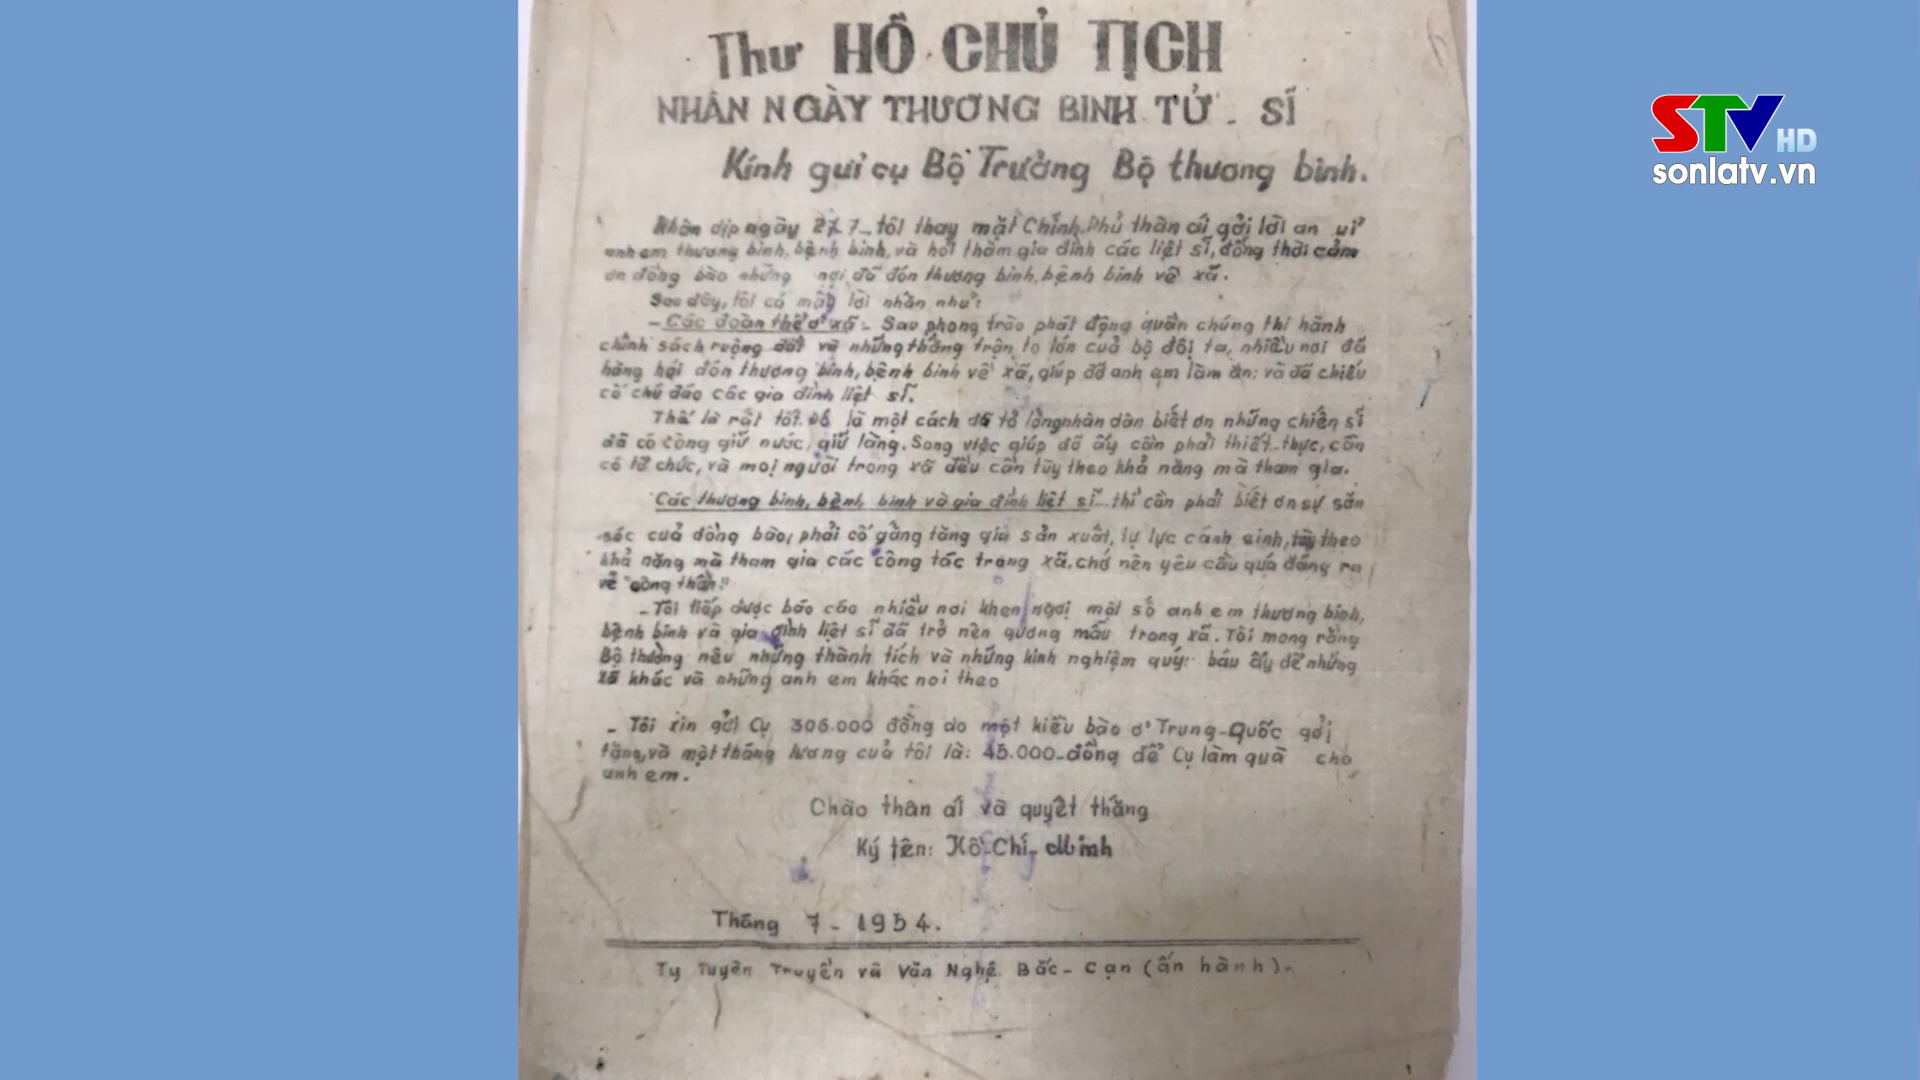 Thư HỒ CHỦ TỊCH
NHÂN NGÀY THƯƠNG BINH TỬ. SĨ
Kính gửi cụ Bộ Trưởng Bộ thương binh.
Nhân dịp ngày 27-7- tôi thay mặt Chính Phủ thân ái gởi lời an ủi
anh em thương binh, bệnh binh, và hỏi thăm gia đình các liệt sĩ, đồng thời cảm
ơn đồng bào những nơi đã đón thương binh, bệnh binh về xã.
Sau đây, tôi có mấy lời nhắn như:
- Các đoàn thể ở xã - Sau phong trào phát động quần chúng thi hành
chính sách ruộng đất và những thắng trận to lớn của bộ đội ta, nhiều nơi đã
hăng hái đón thương binh, bệnh binh về xã, giúp đỡ anh em làm ăn: và đã chiếu
cố chú đáo các gia đình liệt sĩ.
Thế là rất tốt. Đó là một cách để tỏ lòng nhân dân biết ơn những chiến sĩ
đã có công giữ nước, giữ làng. Song việc giúp đỡ ấy cần phải thiết-thực, cần
có tổ chức, và mọi người trong xã đều cần tùy theo khả năng mà tham gia.
Các thương binh, bệnh binh và gia đình liệt sĩ - thì cần phải biết ơn sự săn
sóc cuả đồng bào, phải cố gắng tăng gia sản xuất, tự lực cánh sinh, tùy theo
khả năng mà tham gia các công tác trong xã, chớ nên yêu cầu quá đáng ra
vẻ "công thần"
- Tôi tiếp được báo cáo nhiều nơi khen ngợi một số anh em thương binh,
bệnh binh và gia đình liệt sĩ đã trở nên gương mẫu trong xã. Tôi mong rằng
Bộ thường nêu những thành tích và những kinh nghiệm quý báu ấy để những
xã khác và những anh em khác noi theo
- Tôi xin gửi Cụ 306.000 đồng do một kiều bào ở Trung-Quốc gởi
tặng, và một tháng lương cuả tôi là: 45.000-đồng để Cụ làm quà cho
anh em.
Chào thân ái và quyết thắng
Ký tên: Hồ-Chí-Minh
Tháng 7 - 1954.
Ty Tuyên Truyền và Văn Nghệ Bắc-Cạn (ấn hành)-
STV HD
sonlatv.vn